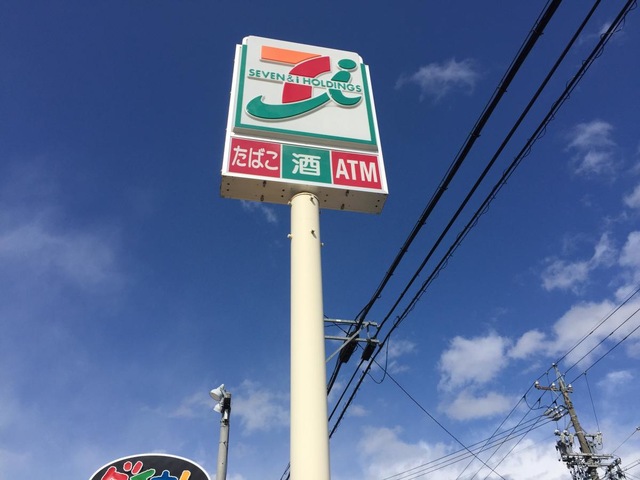 SEVEN & i HOLDINGS
たばこ 酒 ATM